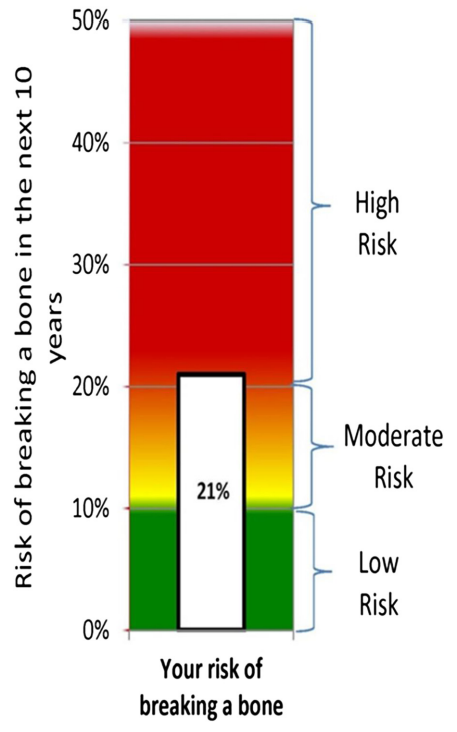 Risk of breaking a bone in the next 10
years
50%
40%
30%
20%
10%
0%
21%
High
Risk
Moderate
Risk
Low
Risk
Your risk of
breaking a bone